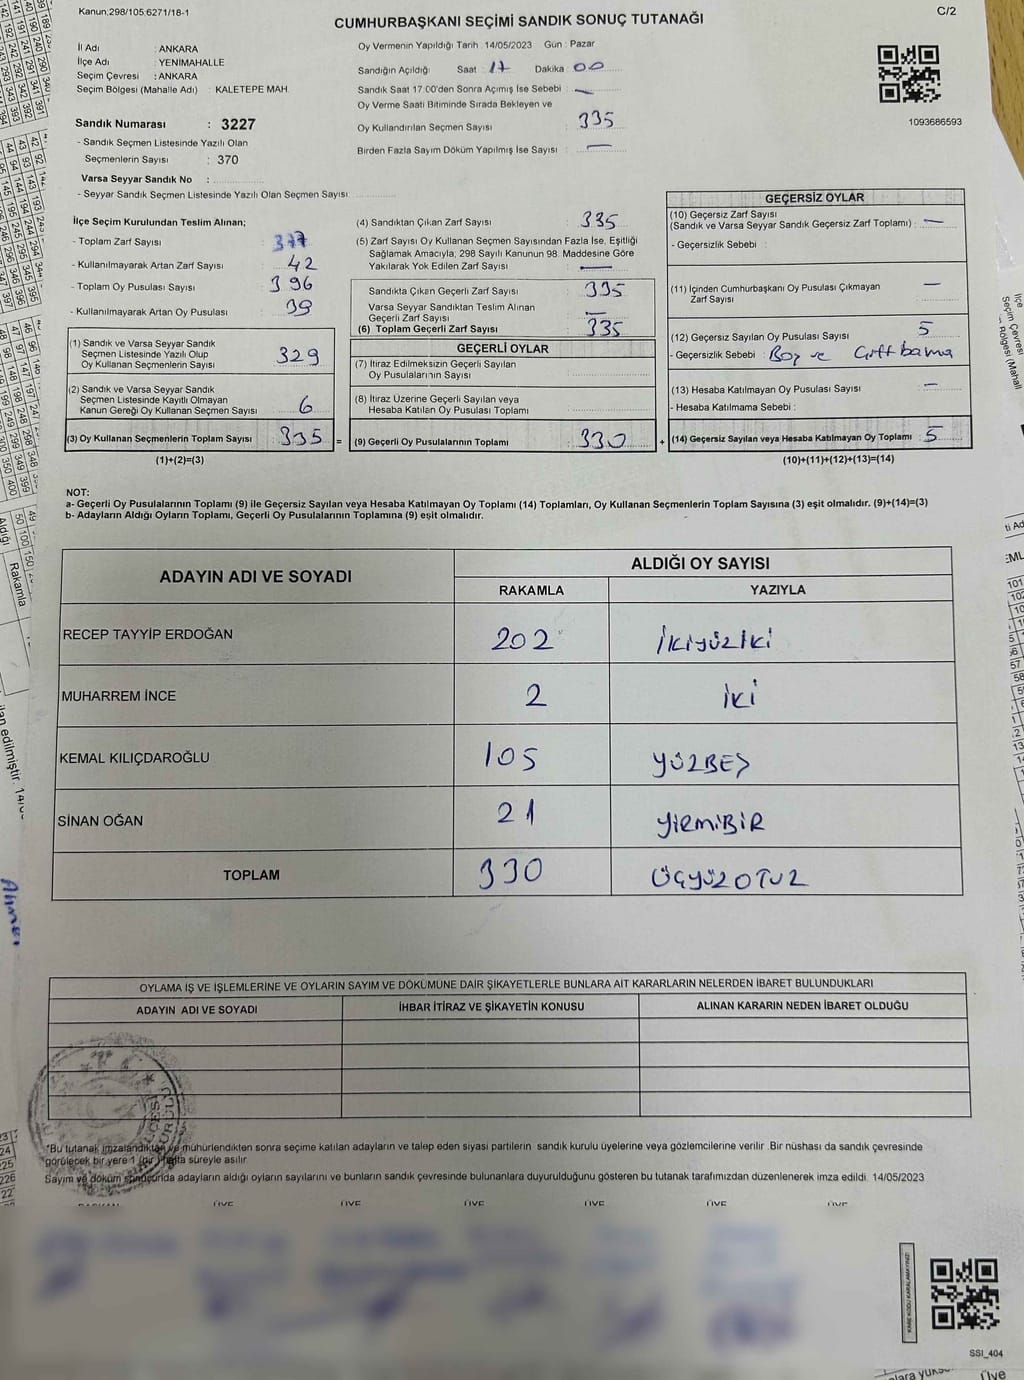 Kanun.298/105.6271/18-1
CUMHURBAŞKANI SEÇİMİ SANDIK SONUÇ TUTANAĞI
C/2
İl Adı : ANKARA
İlçe Adı : YENİMAHALLE
Seçim Çevresi : ANKARA
Seçim Bölgesi (Mahalle Adı) : KALETEPE MAH.
Sandık Numarası : 3227
- Sandık Seçmen Listesinde Yazılı Olan
Seçmenlerin Sayısı : 370
Varsa Seyyar Sandık No :
- Seyyar Sandık Seçmen Listesinde Yazılı Olan Seçmen Sayısı:
Oy Vermenin Yapıldığı Tarih : 14/05/2023 Gün : Pazar
Sandığın Açıldığı Saat : 17 Dakika : 00
Sandık Saat 17.00'den Sonra Açımış İse Sebebi : —
Oy Verme Saati Bitiminde Sırada Bekleyen ve
Oy Kullandırılan Seçmen Sayısı : 335
Birden Fazla Sayım Döküm Yapılmış İse Sayısı : —
1093686593
İlçe Seçim Kurulundan Teslim Alınan;
- Toplam Zarf Sayısı : 377
- Kullanılmayarak Artan Zarf Sayısı : 42
- Toplam Oy Pusulası Sayısı : 396
- Kullanılmayarak Artan Oy Pusulası : 39
(1) Sandık ve Varsa Seyyar Sandık
Seçmen Listesinde Yazılı Olup
Oy Kullanan Seçmenlerin Sayısı : 329
(2) Sandık ve Varsa Seyyar Sandık
Seçmen Listesinde Kayıtlı Olmayan
Kanun Gereği Oy Kullanan Seçmen Sayısı : 6
(3) Oy Kullanan Seçmenlerin Toplam Sayısı : 335 =
(1)+(2)=(3)
(4) Sandıktan Çıkan Zarf Sayısı : 335
(5) Zarf Sayısı Oy Kullanan Seçmen Sayısından Fazla İse, Eşitliği
Sağlamak Amacıyla; 298 Sayılı Kanunun 98. Maddesine Göre
Yakılarak Yok Edilen Zarf Sayısı : —
Sandıkta Çıkan Geçerli Zarf Sayısı : 335
Varsa Seyyar Sandıktan Teslim Alınan
Geçerli Zarf Sayısı : —
(6) Toplam Geçerli Zarf Sayısı : 335
GEÇERLİ OYLAR
(7) İtiraz Edilmeksizin Geçerli Sayılan
Oy Pusulalarının Sayısı :
(8) İtiraz Üzerine Geçerli Sayılan veya
Hesaba Katılan Oy Pusulası Toplamı :
(9) Geçerli Oy Pusulalarının Toplamı : 330 +
GEÇERSİZ OYLAR
(10) Geçersiz Zarf Sayısı
(Sandık ve Varsa Seyyar Sandık Geçersiz Zarf Toplamı) : —
- Geçersizlik Sebebi :
(11) İçinden Cumhurbaşkanı Oy Pusulası Çıkmayan : —
Zarf Sayısı
(12) Geçersiz Sayılan Oy Pusulası Sayısı : 5
- Geçersizlik Sebebi : Boş ve Çift basma
(13) Hesaba Katılmayan Oy Pusulası Sayısı : —
- Hesaba Katılmama Sebebi :
(14) Geçersiz Sayılan veya Hesaba Katılmayan Oy Toplamı : 5
(10)+(11)+(12)+(13)=(14)
NOT:
a- Geçerli Oy Pusulalarının Toplamı (9) ile Geçersiz Sayılan veya Hesaba Katılmayan Oy Toplamı (14) Toplamları, Oy Kullanan Seçmenlerin Toplam Sayısına (3) eşit olmalıdır. (9)+(14)=(3)
b- Adayların Aldığı Oyların Toplamı, Geçerli Oy Pusulalarının Toplamına (9) eşit olmalıdır.
ADAYIN ADI VE SOYADI
ALDIĞI OY SAYISI
RAKAMLA YAZIYLA
RECEP TAYYİP ERDOĞAN 202 İKİYÜZİKİ
MUHARREM İNCE 2 İKİ
KEMAL KILIÇDAROĞLU 105 YÜZBEŞ
SİNAN OĞAN 21 YİRMİBİR
TOPLAM 330 ÜÇYÜZOTUZ
OYLAMA İŞ VE İŞLEMLERİNE VE OYLARIN SAYIM VE DÖKÜMÜNE DAİR ŞİKAYETLERLE BUNLARA AİT KARARLARIN NELERDEN İBARET BULUNDUKLARI
ADAYIN ADI VE SOYADI İHBAR İTİRAZ VE ŞİKAYETİN KONUSU ALINAN KARARIN NEDEN İBARET OLDUĞU
*Bu tutanak imzalandıktan ve mühürlendikten sonra seçime katılan adayların ve talep eden siyasi partilerin sandık kurulu üyelerine veya gözlemcilerine verilir. Bir nüshası da sandık çevresinde
görülecek bir yere 1 (bir) hafta süreyle asılır.
Sayım ve döküm sonucunda adayların aldığı oyların sayılarını ve bunların sandık çevresinde bulunanlara duyurulduğunu gösteren bu tutanak tarafımızdan düzenlenerek imza edildi. 14/05/2023
BAŞKAN ÜYE ÜYE ÜYE ÜYE ÜYE ÜYE
KARE KODU KARALAMAYINIZ!
SSI_404